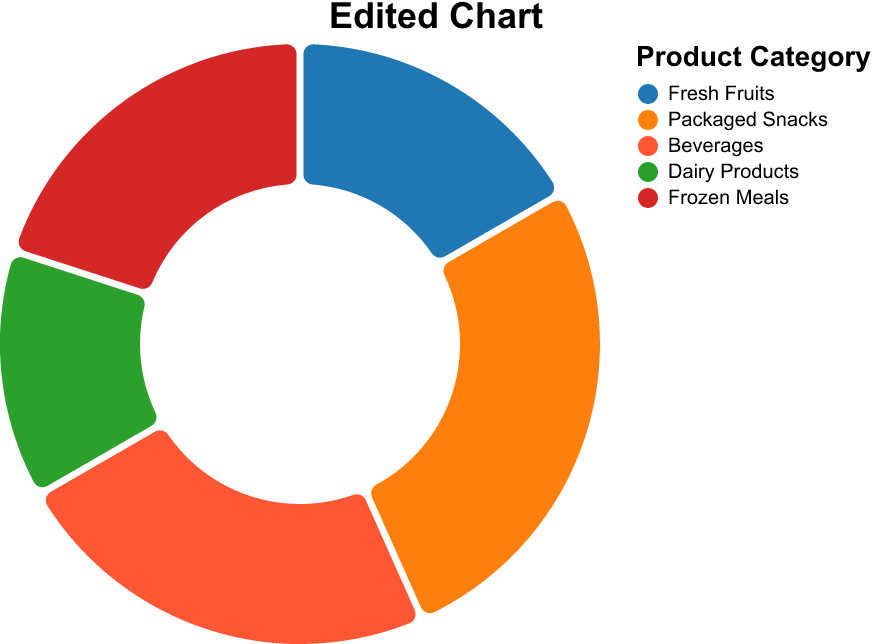 Edited Chart
Product Category
Fresh Fruits
Packaged Snacks
Beverages
Dairy Products
Frozen Meals